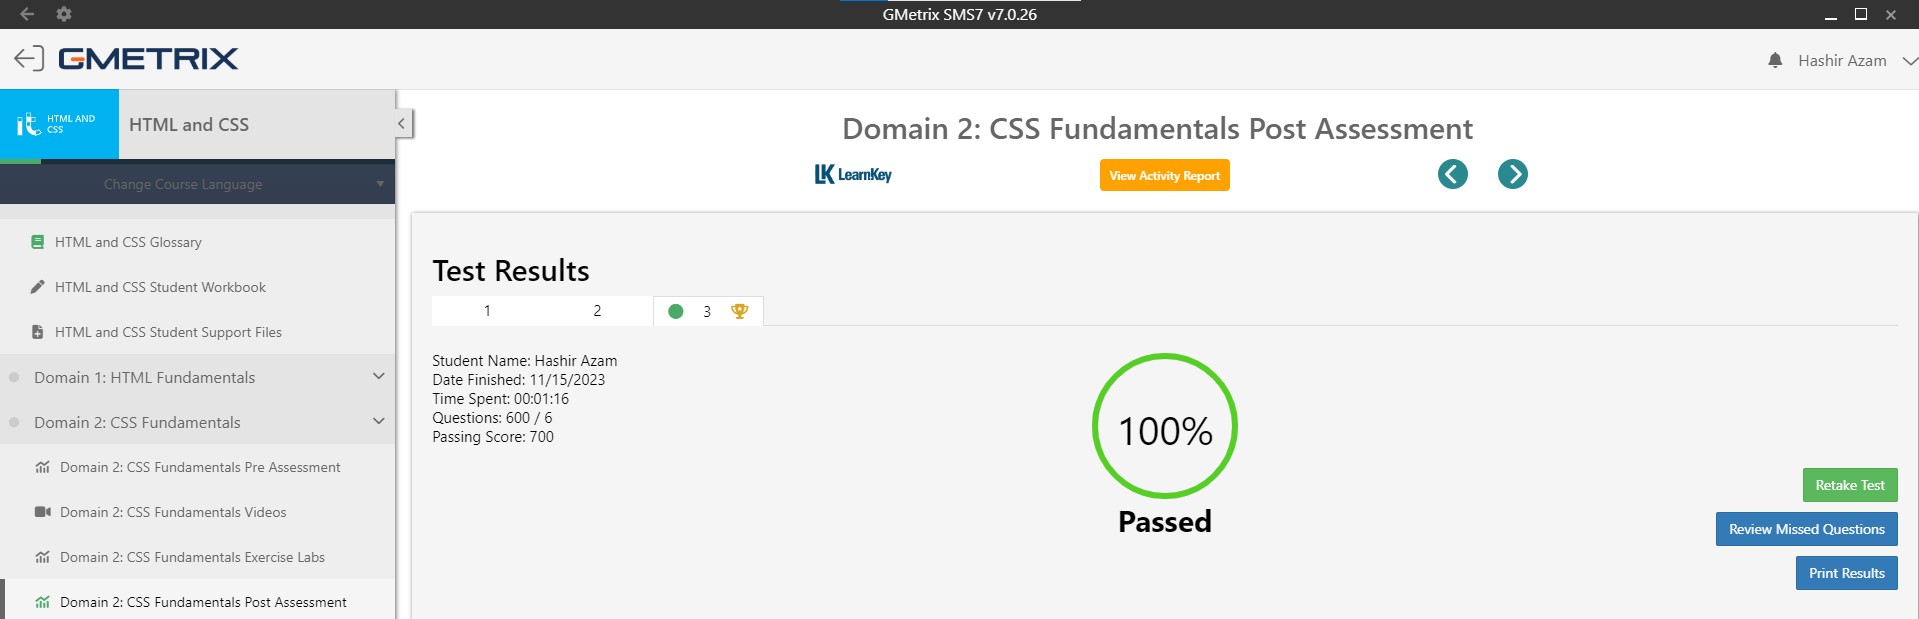 GMetrix SMS7 v7.0.26
GMETRIX
Hashir Azam
it HTML AND CSS
HTML and CSS
Change Course Language
HTML and CSS Glossary
HTML and CSS Student Workbook
HTML and CSS Student Support Files
Domain 1: HTML Fundamentals
Domain 2: CSS Fundamentals
Domain 2: CSS Fundamentals Pre Assessment
Domain 2: CSS Fundamentals Videos
Domain 2: CSS Fundamentals Exercise Labs
Domain 2: CSS Fundamentals Post Assessment
Domain 2: CSS Fundamentals Post Assessment
LK LearnKey
View Activity Report
Test Results
1 2 3
Student Name: Hashir Azam
Date Finished: 11/15/2023
Time Spent: 00:01:16
Questions: 600 / 6
Passing Score: 700
100%
Passed
Retake Test
Review Missed Questions
Print Results